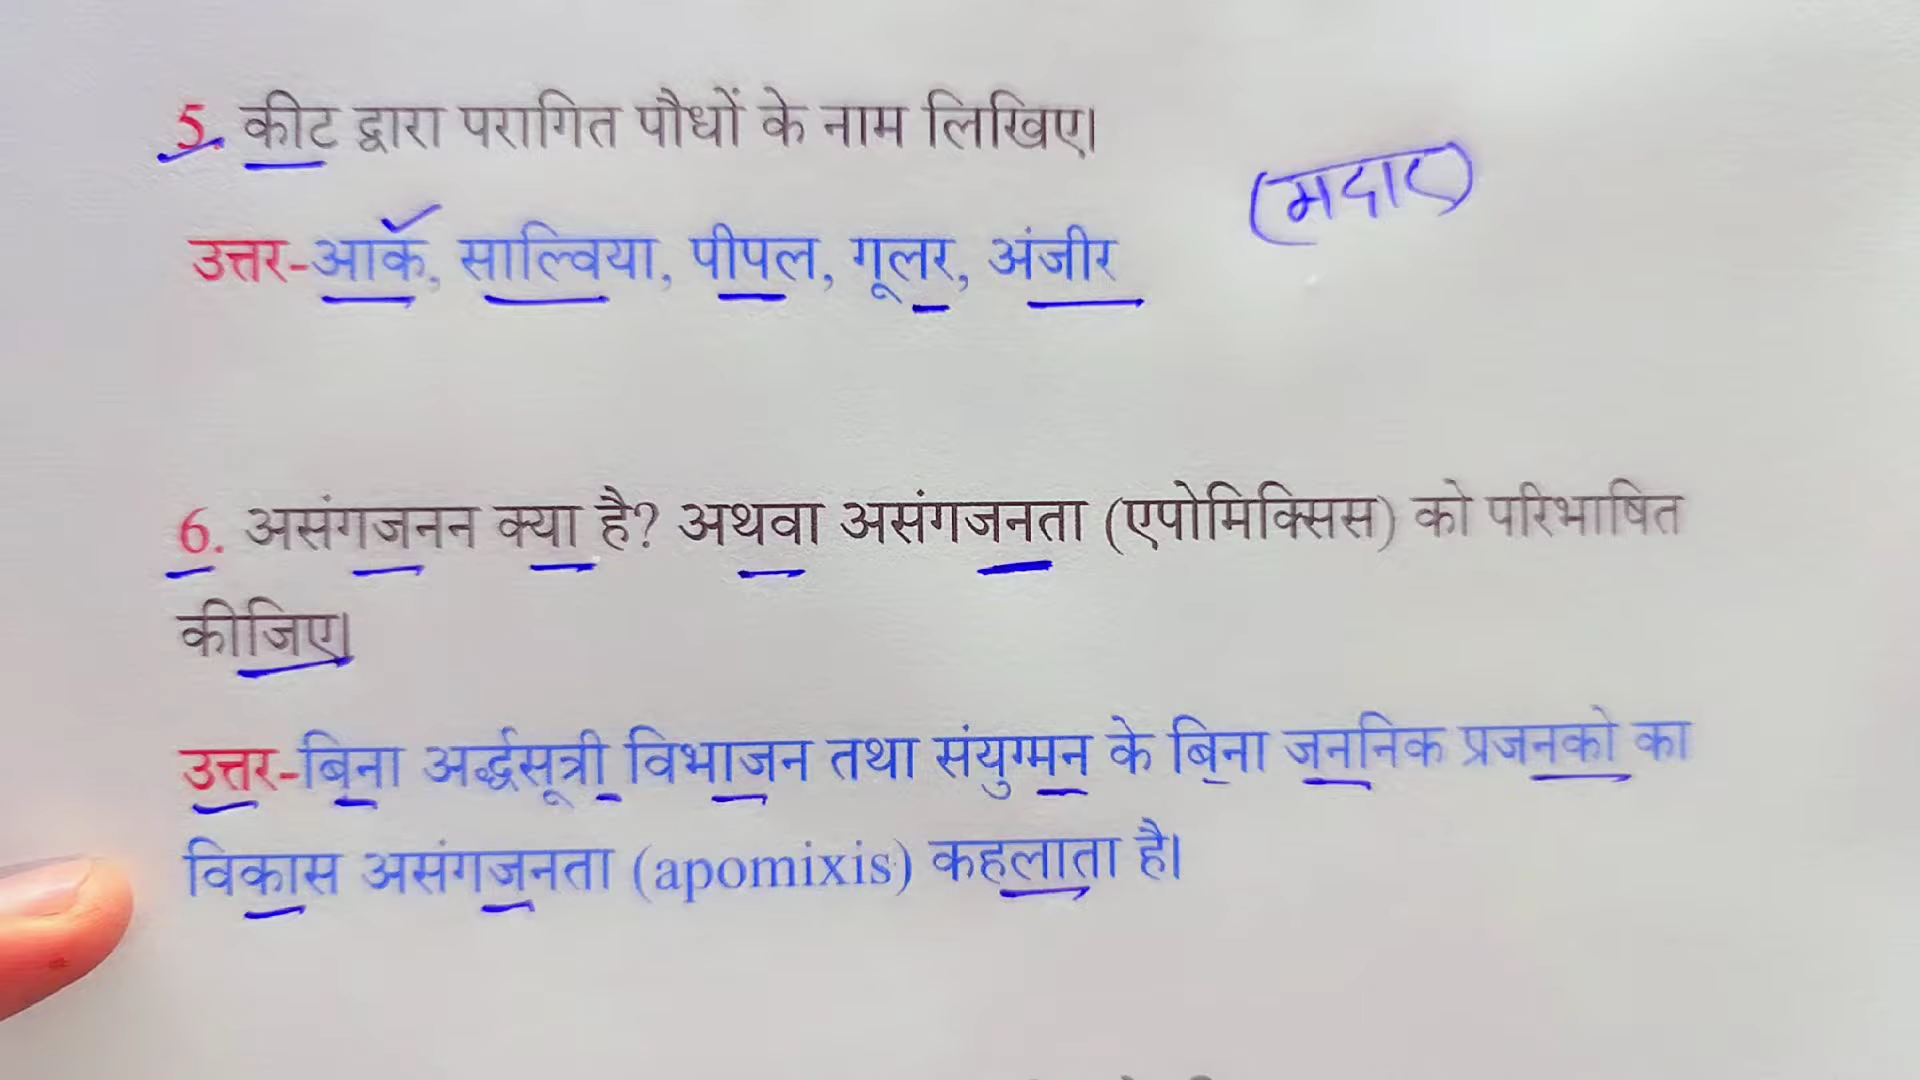 5. कीट द्वारा परागित पौधों के नाम लिखिए।
(मदार)
उत्तर-आर्क, साल्विया, पीपल, गूलर, अंजीर
6. असंगजनन क्या है? अथवा असंगजनता (एपोमिक्सिस) को परिभाषित
कीजिए।
उत्तर-बिना अर्द्धसूत्री विभाजन तथा संयुग्मन के बिना जननिक प्रजनको का
विकास असंगजनता (apomixis) कहलाता है।